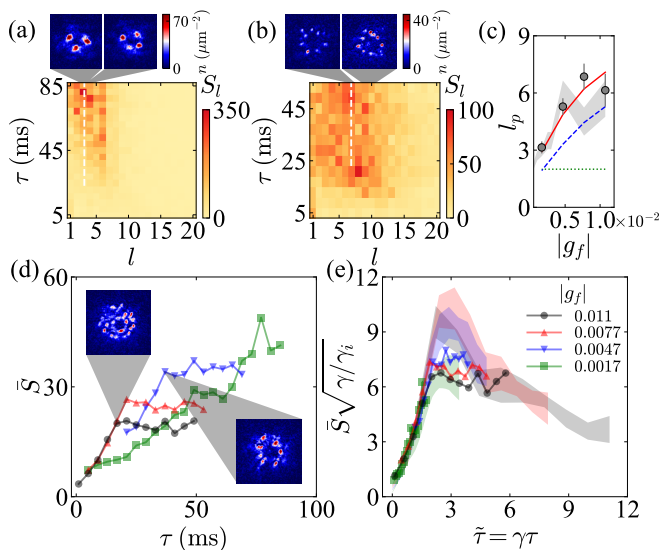 (a)
70
0
n (μm⁻²)
(b)
40
0
n (μm⁻²)
(c)
85
65
45
25
5
τ (ms)
1 5 10 15 20
l
S_l
350
0
45
25
5
τ (ms)
1 5 10 15 20
l
S_l
100
0
9
6
3
0
l_p
0.5 1.0 ×10⁻²
|g_f|
(d)
60
30
0
S̄
0 50 100
τ (ms)
(e)
12
9
6
3
0
S̄√γ/γ_i
0 3 6 9 12
τ̃ = γτ
|g_f|
0.011
0.0077
0.0047
0.0017